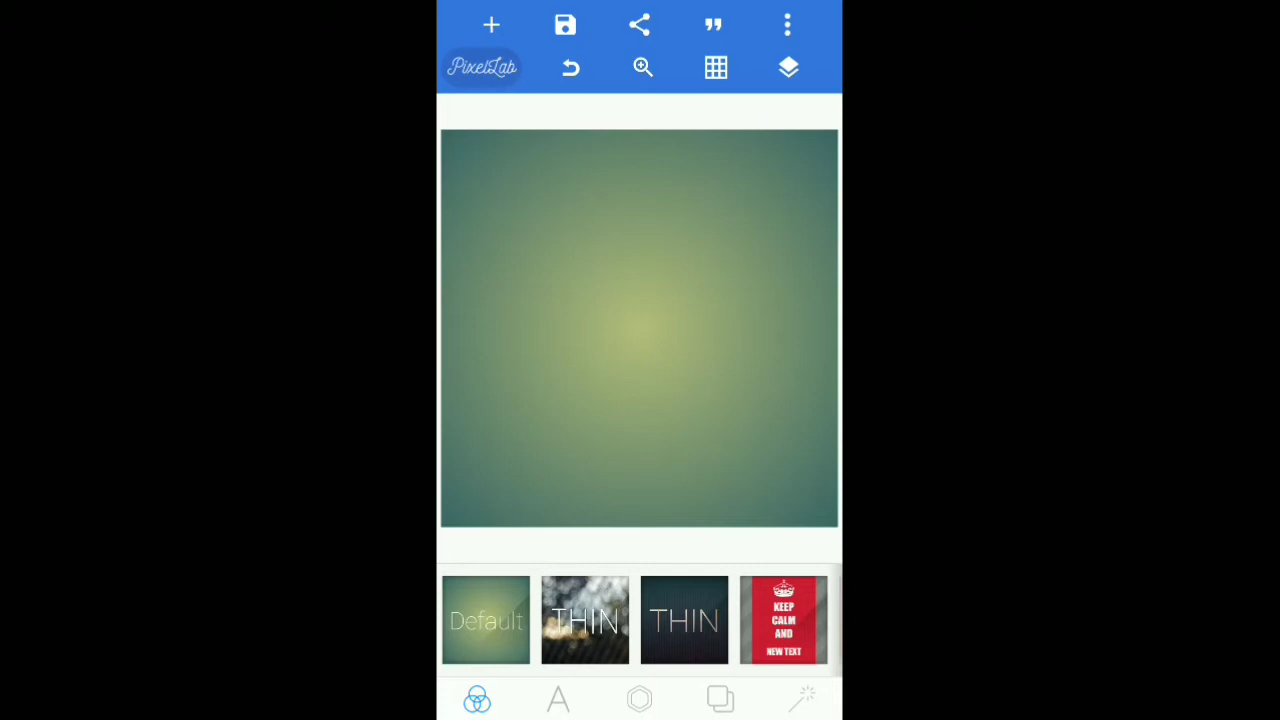 PixelLab
Default
THIN
THIN
KEEP
CALM
AND
NEW TEXT